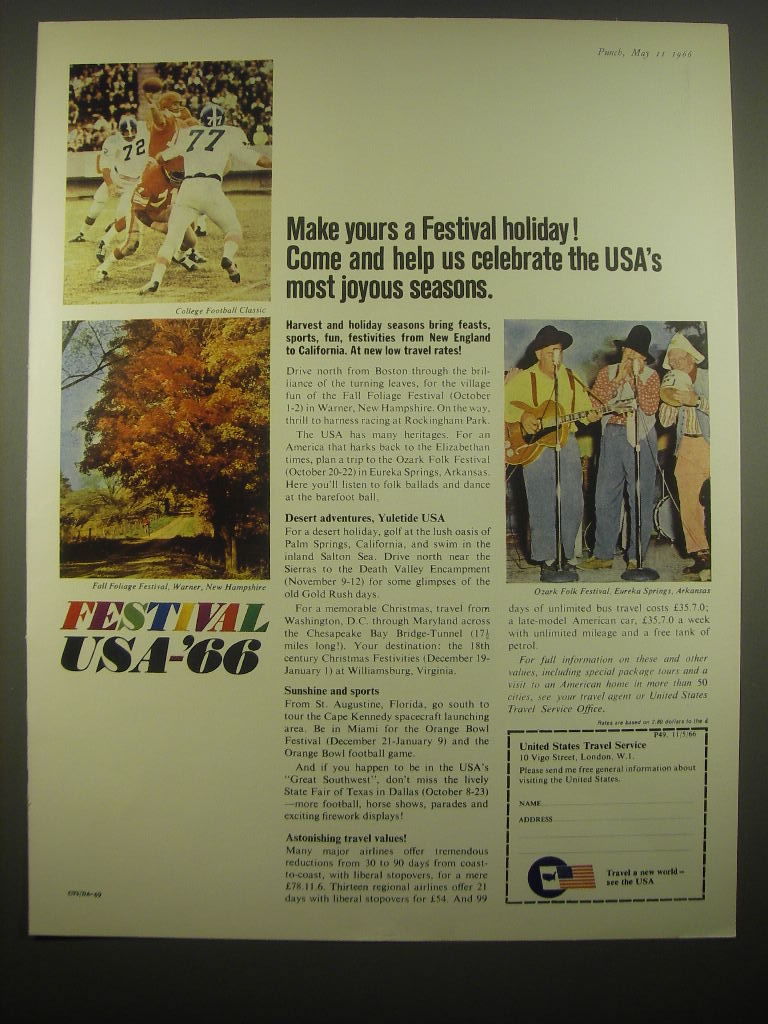 Punch, May 11 1966
72
77
71
College Football Classic
Make yours a Festival holiday!
Come and help us celebrate the USA's
most joyous seasons.
Fall Foliage Festival, Warner, New Hampshire
FESTIVAL
USA-'66
Harvest and holiday seasons bring feasts,
sports, fun, festivities from New England
to California. At new low travel rates!
Drive north from Boston through the bril-
liance of the turning leaves, for the village
fun of the Fall Foliage Festival (October
1-2) in Warner, New Hampshire. On the way,
thrill to harness racing at Rockingham Park.
The USA has many heritages. For an
America that harks back to the Elizabethan
times, plan a trip to the Ozark Folk Festival
(October 20-22) in Eureka Springs, Arkansas.
Here you'll listen to folk ballads and dance
at the barefoot ball.
Desert adventures, Yuletide USA
For a desert holiday, golf at the lush oasis of
Palm Springs, California, and swim in the
inland Salton Sea. Drive north near the
Sierras to the Death Valley Encampment
(November 9-12) for some glimpses of the
old Gold Rush days.
For a memorable Christmas, travel from
Washington, D.C. through Maryland across
the Chesapeake Bay Bridge-Tunnel (17½
miles long!). Your destination: the 18th
century Christmas Festivities (December 19-
January 1) at Williamsburg, Virginia.
Sunshine and sports
From St. Augustine, Florida, go south to
tour the Cape Kennedy spacecraft launching
area. Be in Miami for the Orange Bowl
Festival (December 21-January 9) and the
Orange Bowl football game.
And if you happen to be in the USA's
"Great Southwest", don't miss the lively
State Fair of Texas in Dallas (October 8-23)
—more football, horse shows, parades and
exciting firework displays!
Astonishing travel values!
Many major airlines offer tremendous
reductions from 30 to 90 days from coast-
to-coast, with liberal stopovers, for a mere
£78.11.6. Thirteen regional airlines offer 21
days with liberal stopovers for £54. And 99
Ozark Folk Festival, Eureka Springs, Arkansas
days of unlimited bus travel costs £35.7.0;
a late-model American car, £35.7.0 a week
with unlimited mileage and a free tank of
petrol.
For full information on these and other
values, including special package tours and a
visit to an American home in more than 50
cities, see your travel agent or United States
Travel Service Office.
Rates are based on 2.80 dollars to the £
P49. 11/5/66
United States Travel Service
10 Vigo Street, London, W.1.
Please send me free general information about
visiting the United States.
NAME
ADDRESS
Travel a new world—
see the USA